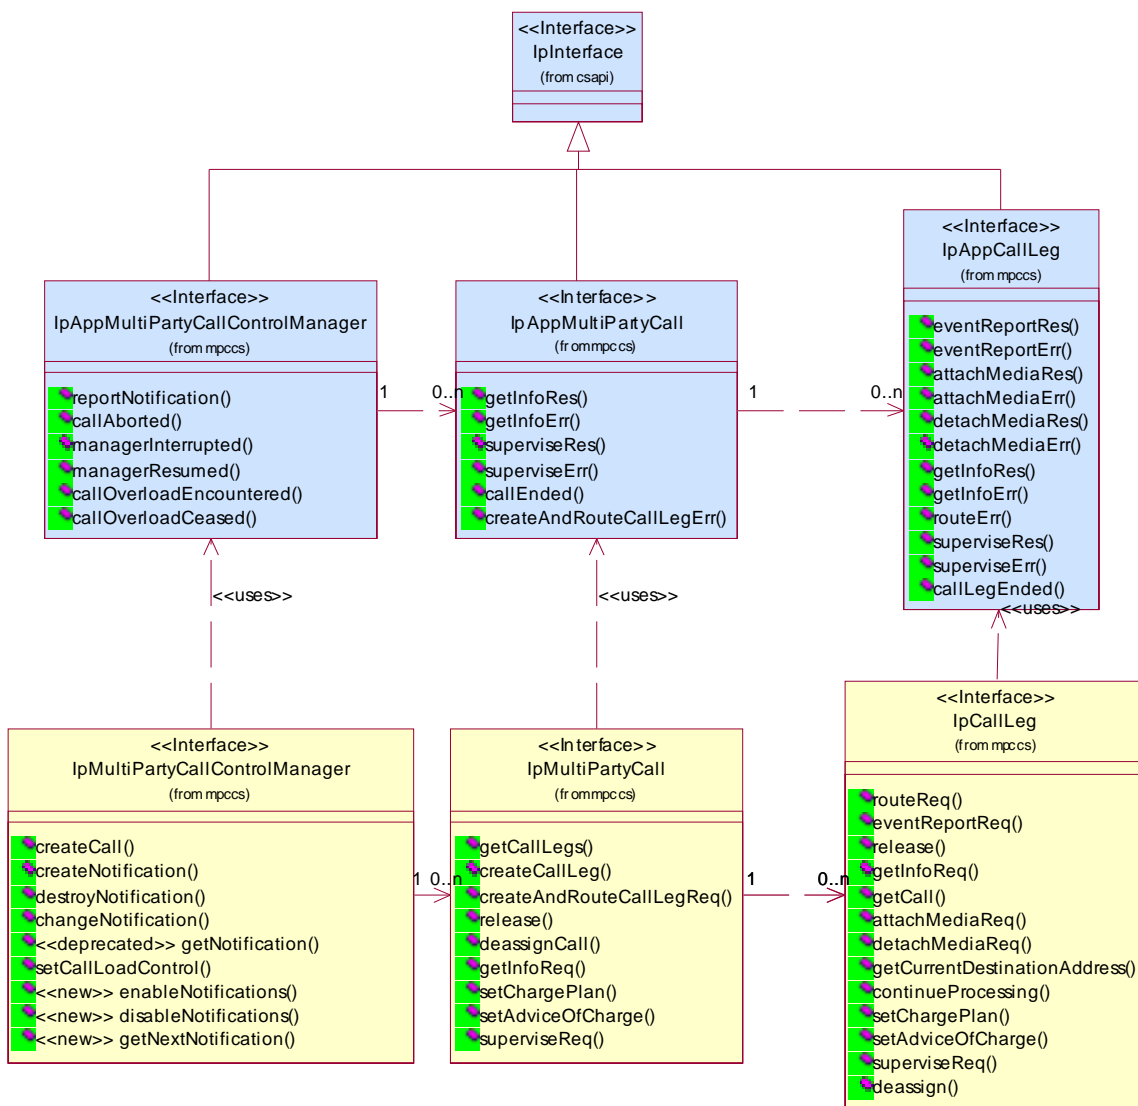 <<Interface>>
IpInterface
(from csapi)
<<Interface>>
IpAppCallLeg
(from mpccs)
eventReportRes()
eventReportErr()
attachMediaRes()
attachMediaErr()
detachMediaRes()
detachMediaErr()
getInfoRes()
getInfoErr()
routeErr()
superviseRes()
superviseErr()
callLegEnded()
<<Interface>>
IpAppMultiPartyCallControlManager
(from mpccs)
reportNotification()
callAborted()
managerInterrupted()
managerResumed()
callOverloadEncountered()
callOverloadCeased()
1
0..n
<<Interface>>
IpAppMultiPartyCall
(from mpccs)
getInfoRes()
getInfoErr()
superviseRes()
superviseErr()
callEnded()
createAndRouteCallLegErr()
1
0..n
<<uses>>
<<uses>>
<<uses>>
<<Interface>>
IpMultiPartyCallControlManager
(from mpccs)
createCall()
createNotification()
destroyNotification()
changeNotification()
<<deprecated>> getNotification()
setCallLoadControl()
<<new>> enableNotifications()
<<new>> disableNotifications()
<<new>> getNextNotification()
1
0..n
<<Interface>>
IpMultiPartyCall
(from mpccs)
getCallLegs()
createCallLeg()
createAndRouteCallLegReq()
release()
deassignCall()
getInfoReq()
setChargePlan()
setAdviceOfCharge()
superviseReq()
1
0..n
<<Interface>>
IpCallLeg
(from mpccs)
routeReq()
eventReportReq()
release()
getInfoReq()
getCall()
attachMediaReq()
detachMediaReq()
getCurrentDestinationAddress()
continueProcessing()
setChargePlan()
setAdviceOfCharge()
superviseReq()
deassign()